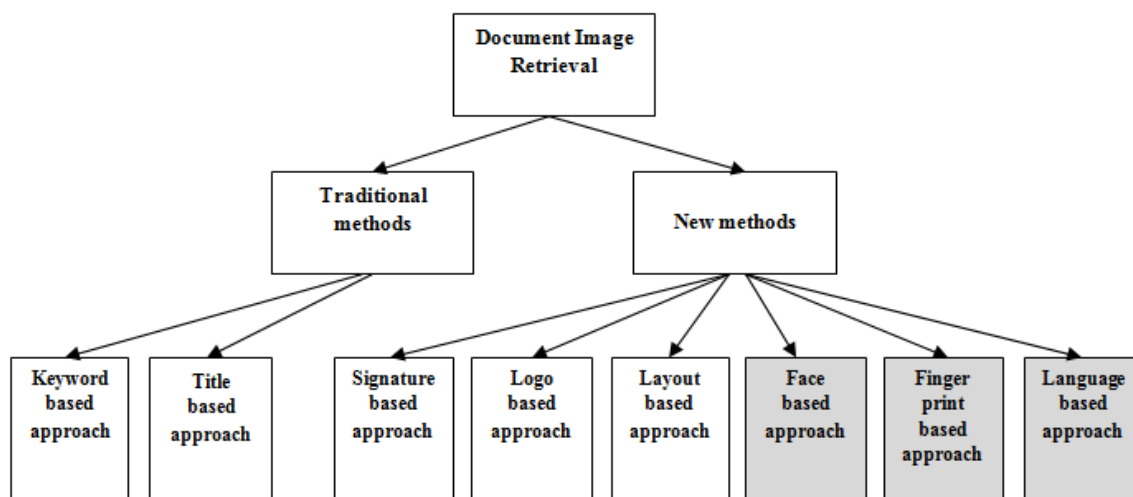 Document Image
Retrieval
Traditional
methods
New methods
Keyword
based
approach
Title
based
approach
Signature
based
approach
Logo
based
approach
Layout
based
approach
Face
based
approach
Finger
print
based
approach
Language
based
approach